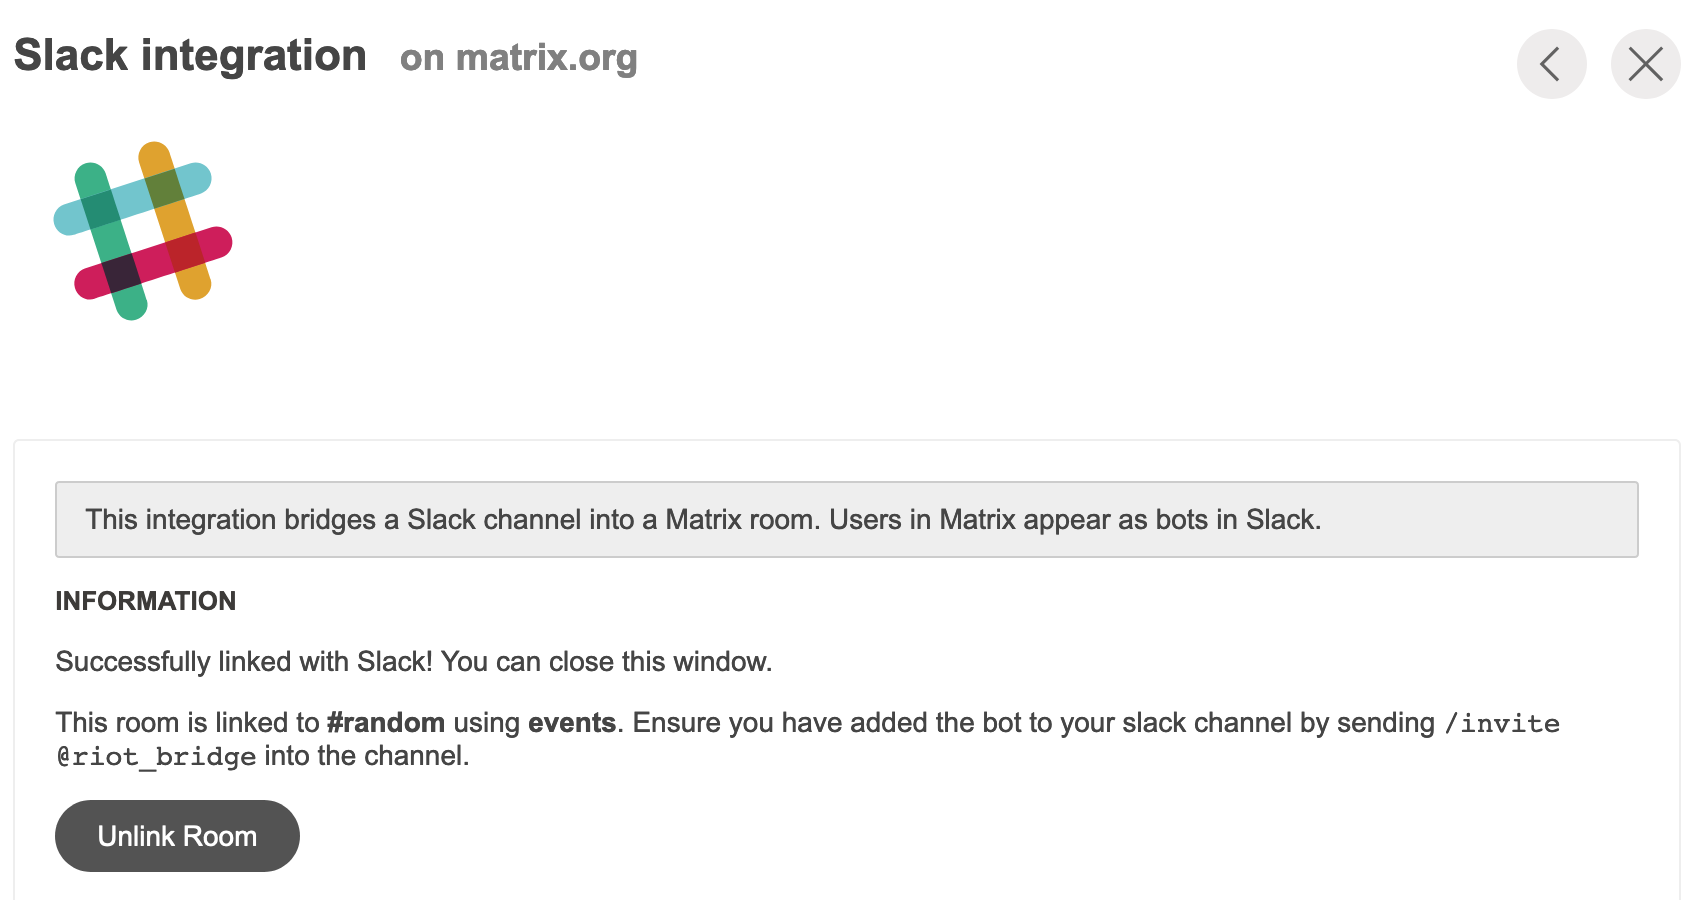 Slack integration on matrix.org
This integration bridges a Slack channel into a Matrix room. Users in Matrix appear as bots in Slack.
INFORMATION
Successfully linked with Slack! You can close this window.
This room is linked to #random using events. Ensure you have added the bot to your slack channel by sending /invite
@riot_bridge into the channel.
Unlink Room